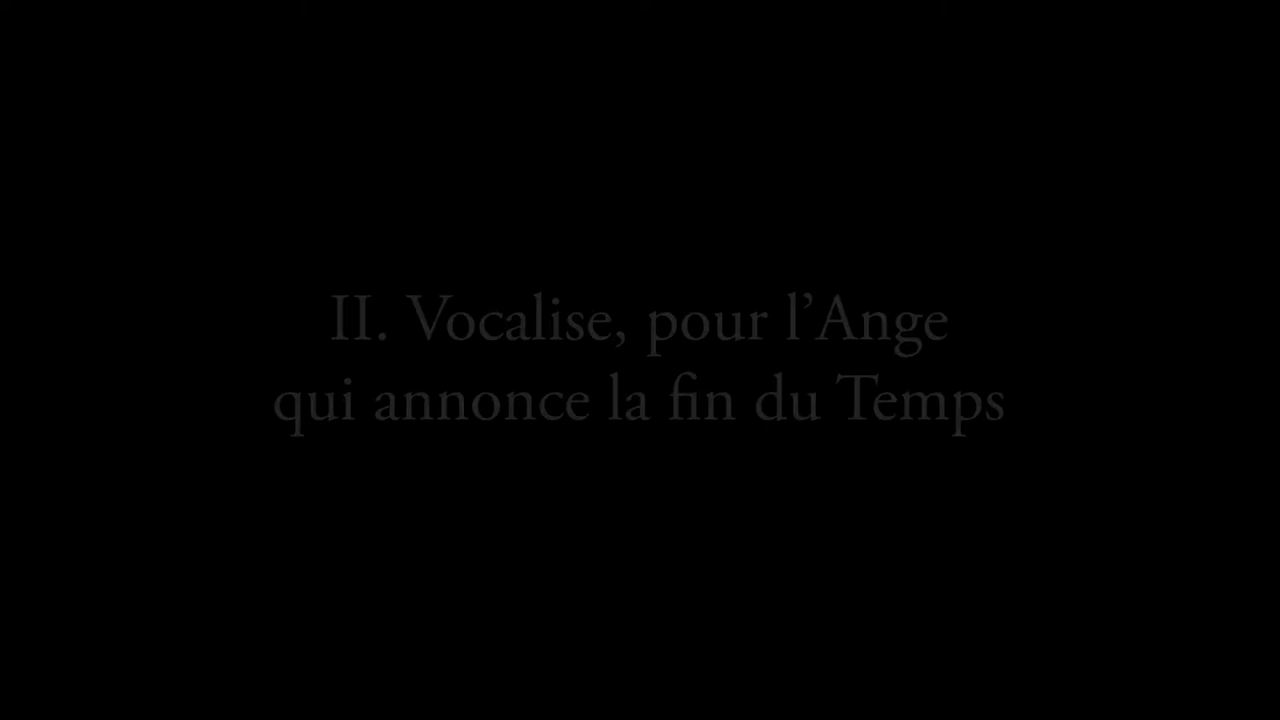 II. Vocalise, pour l’Ange
qui annonce la fin du Temps